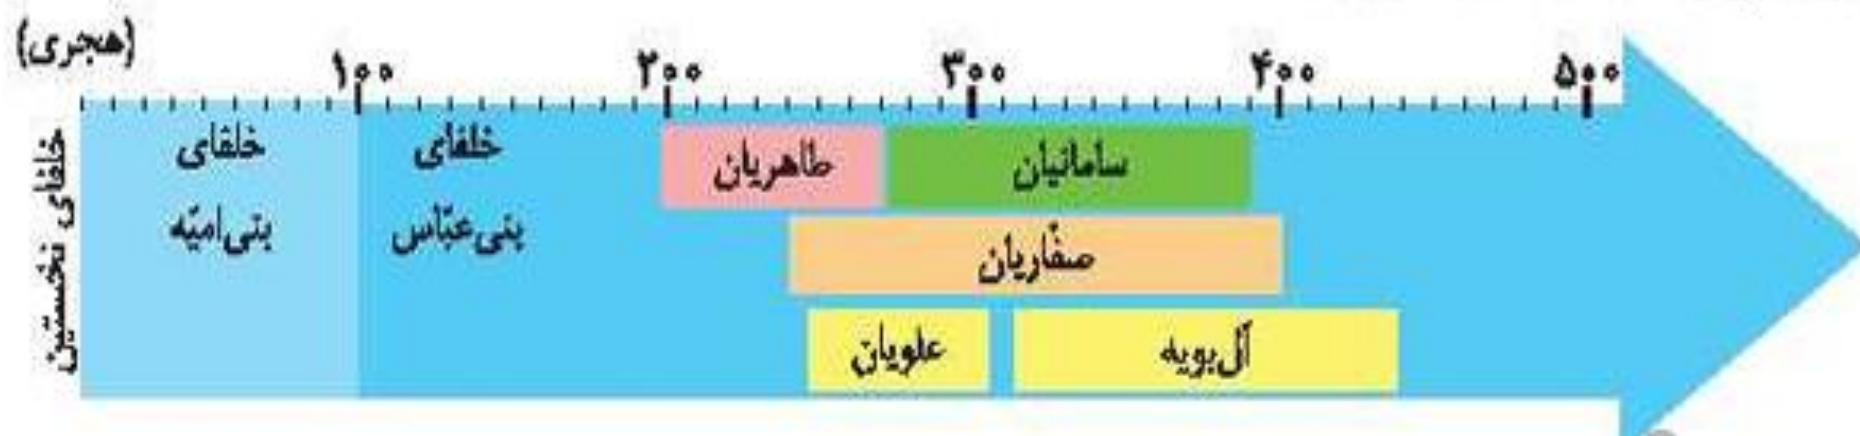 (هجری)
۱۰۰
۲۰۰
۳۰۰
۴۰۰
۵۰۰
خلفای نخستین
خلفای
بنی‌امیّه
خلفای
بنی‌عبّاس
طاهریان
سامانیان
صفّاریان
علویان
آل‌بویه